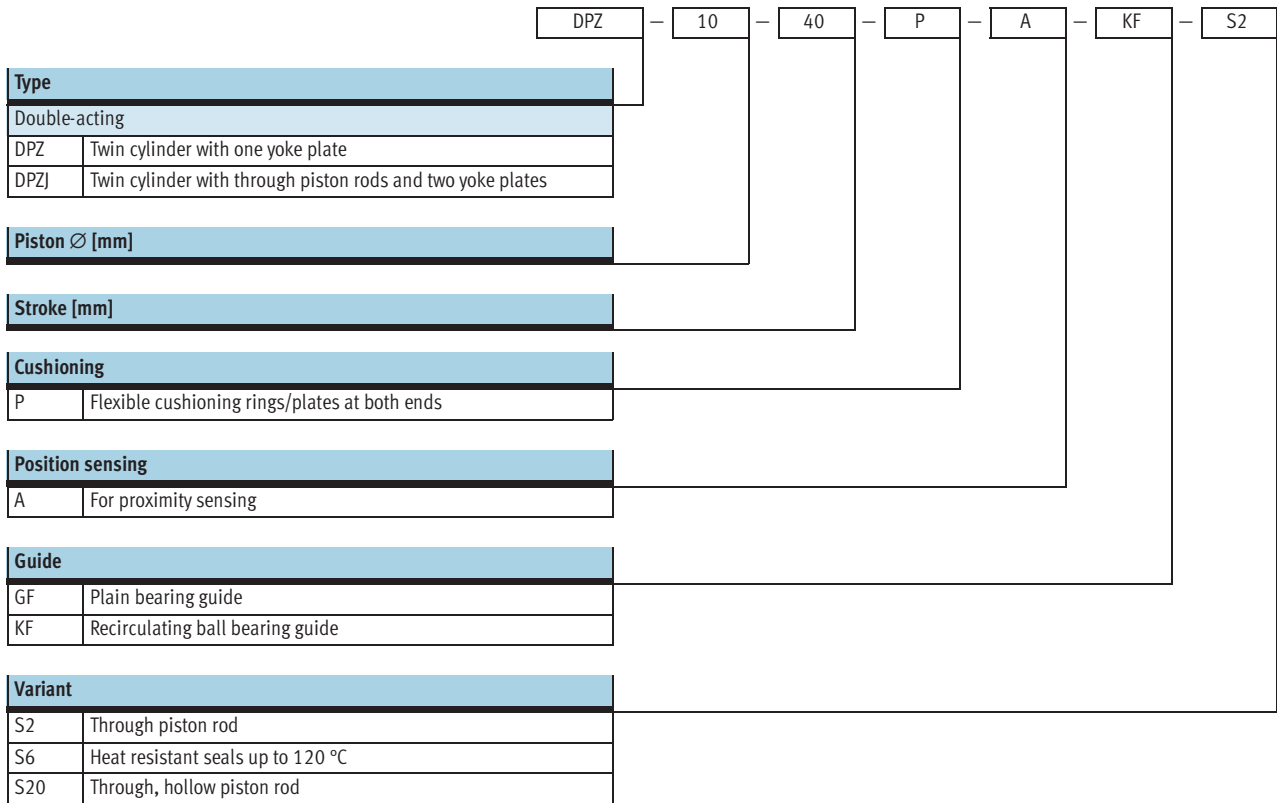 DPZ – 10 – 40 – P – A – KF – S2
Type
Double-acting
DPZ Twin cylinder with one yoke plate
DPZJ Twin cylinder with through piston rods and two yoke plates
Piston ∅ [mm]
Stroke [mm]
Cushioning
P Flexible cushioning rings/plates at both ends
Position sensing
A For proximity sensing
Guide
GF Plain bearing guide
KF Recirculating ball bearing guide
Variant
S2 Through piston rod
S6 Heat resistant seals up to 120 °C
S20 Through, hollow piston rod